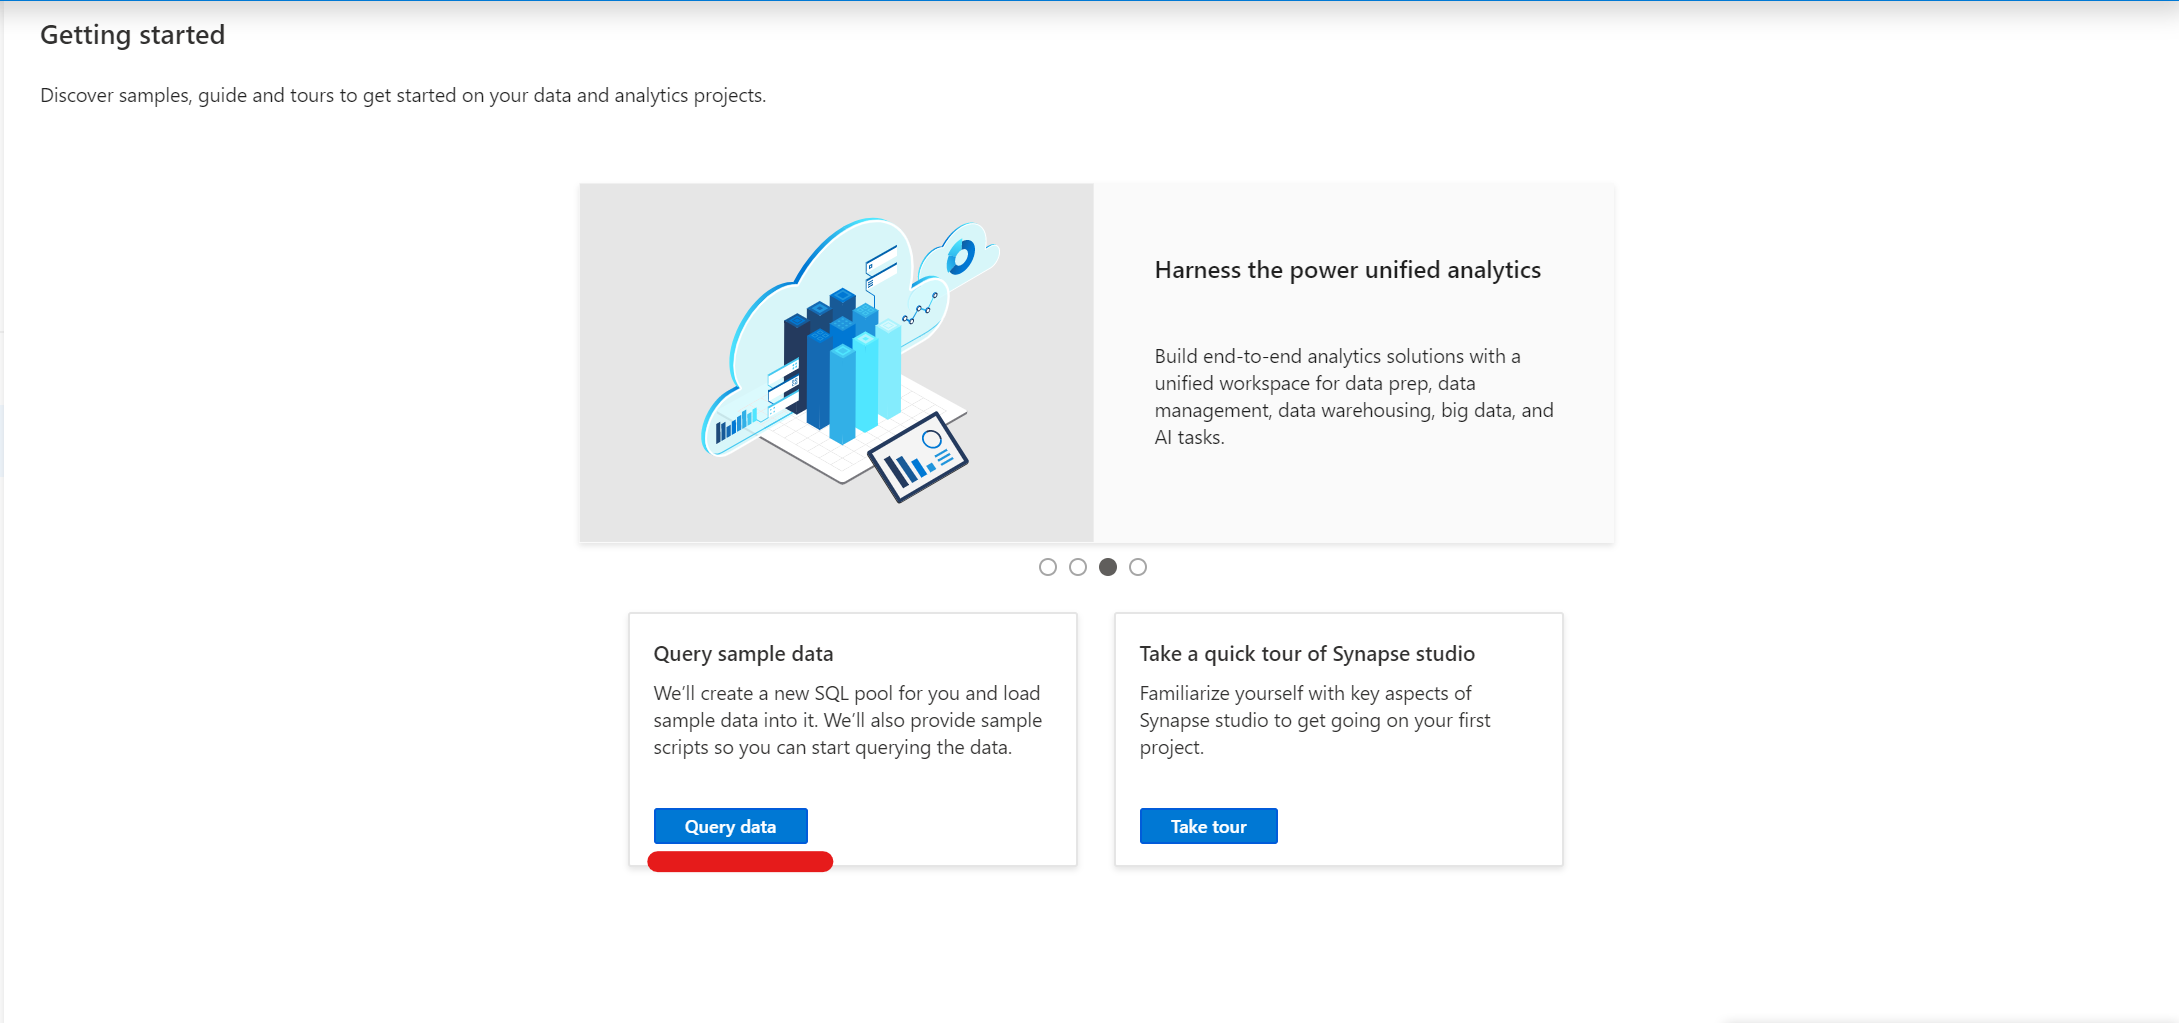 Getting started
Discover samples, guide and tours to get started on your data and analytics projects.
Harness the power unified analytics
Build end-to-end analytics solutions with a
unified workspace for data prep, data
management, data warehousing, big data, and
AI tasks.
Query sample data
We’ll create a new SQL pool for you and load
sample data into it. We’ll also provide sample
scripts so you can start querying the data.
Query data
Take a quick tour of Synapse studio
Familiarize yourself with key aspects of
Synapse studio to get going on your first
project.
Take tour